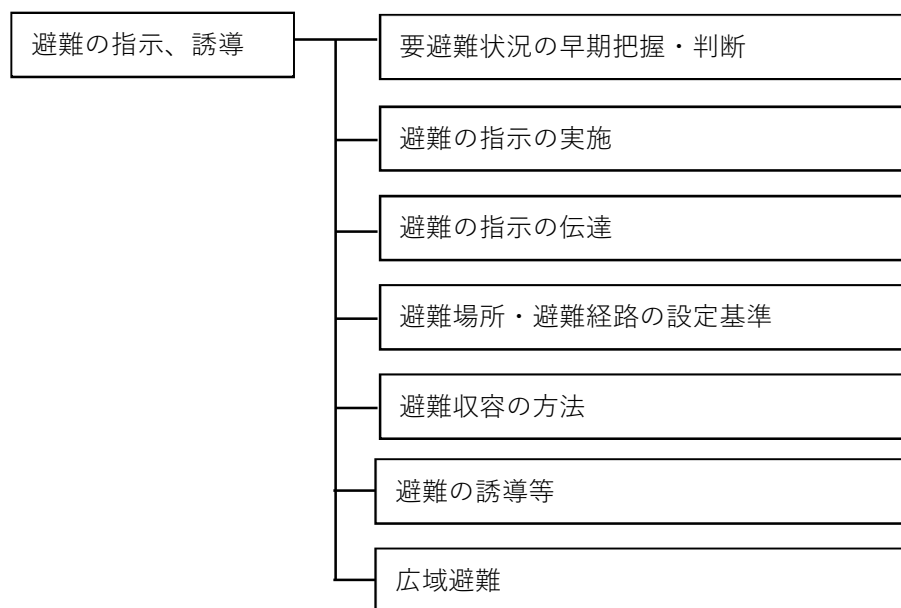 避難の指示、誘導
要避難状況の早期把握・判断
避難の指示の実施
避難の指示の伝達
避難場所・避難経路の設定基準
避難収容の方法
避難の誘導等
広域避難